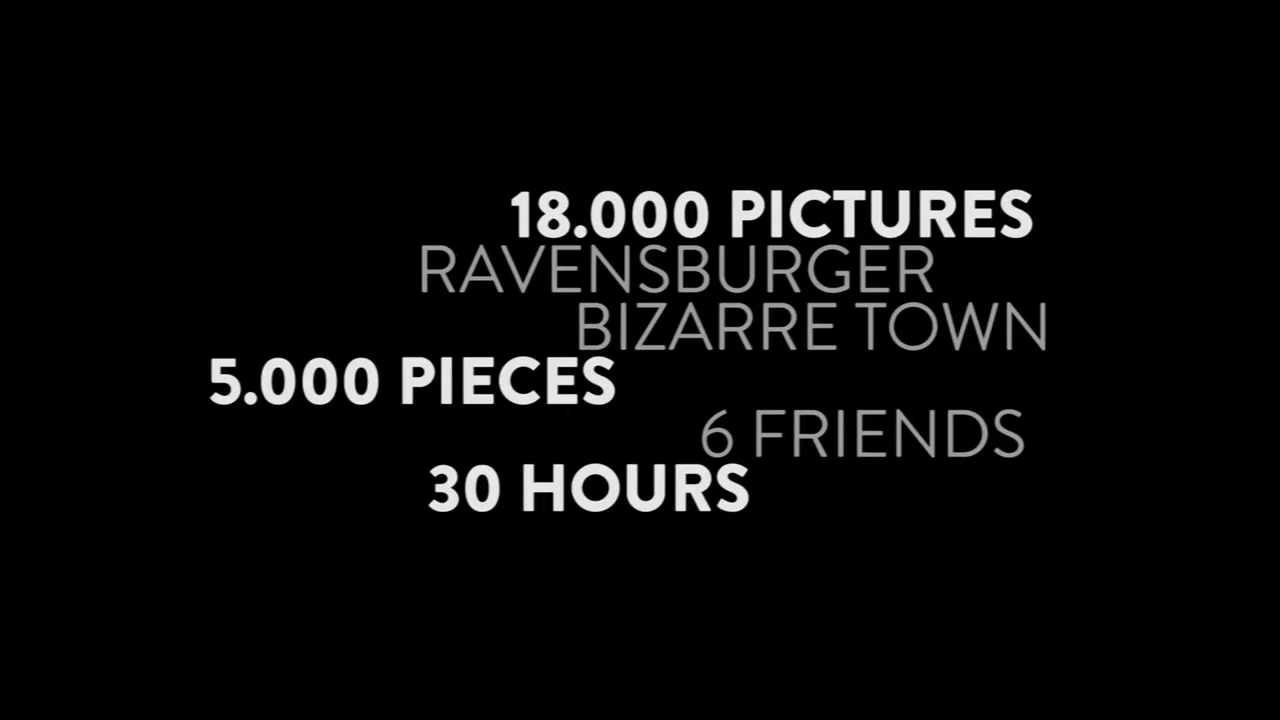 18.000 PICTURES
RAVENSBURGER
BIZARRE TOWN
5.000 PIECES
6 FRIENDS
30 HOURS